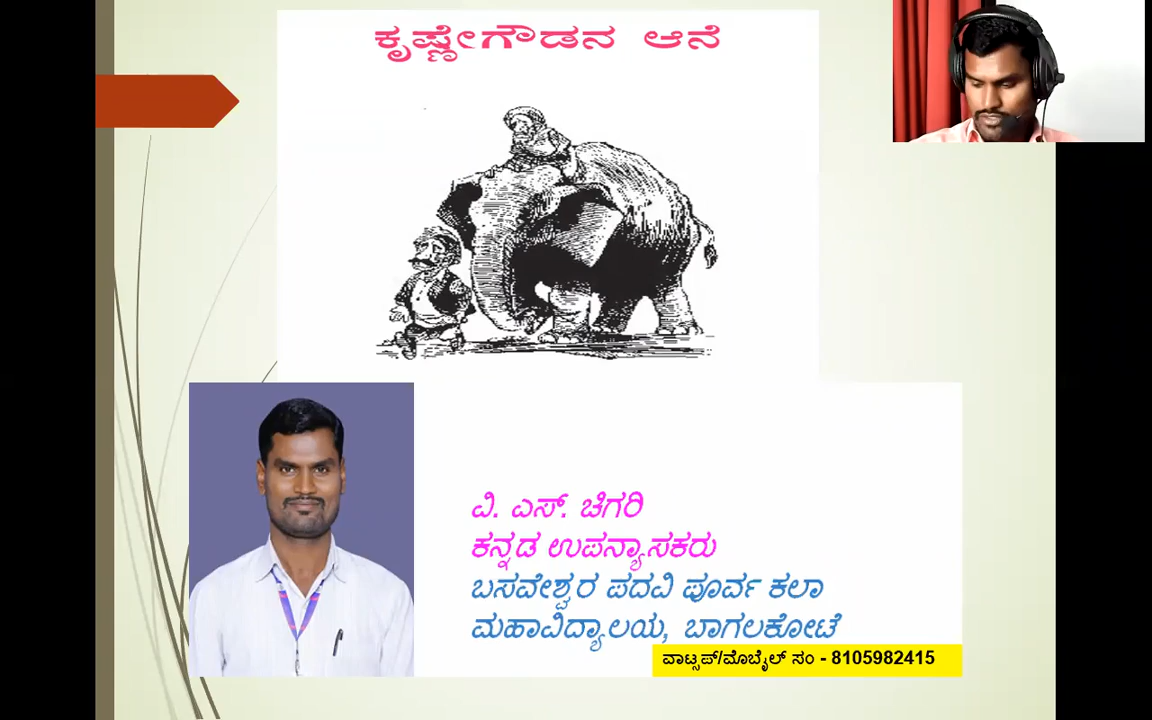 ಕೃಷ್ಣೇಗೌಡನ ಆನೆ
ವಿ. ಎಸ್. ಚಿಗರಿ
ಕನ್ನಡ ಉಪನ್ಯಾಸಕರು
ಬಸವೇಶ್ವರ ಪದವಿ ಪೂರ್ವ ಕಲಾ
ಮಹಾವಿದ್ಯಾಲಯ, ಬಾಗಲಕೋಟೆ
ವಾಟ್ಸಪ್/ಮೊಬೈಲ್ ಸಂ - 8105982415